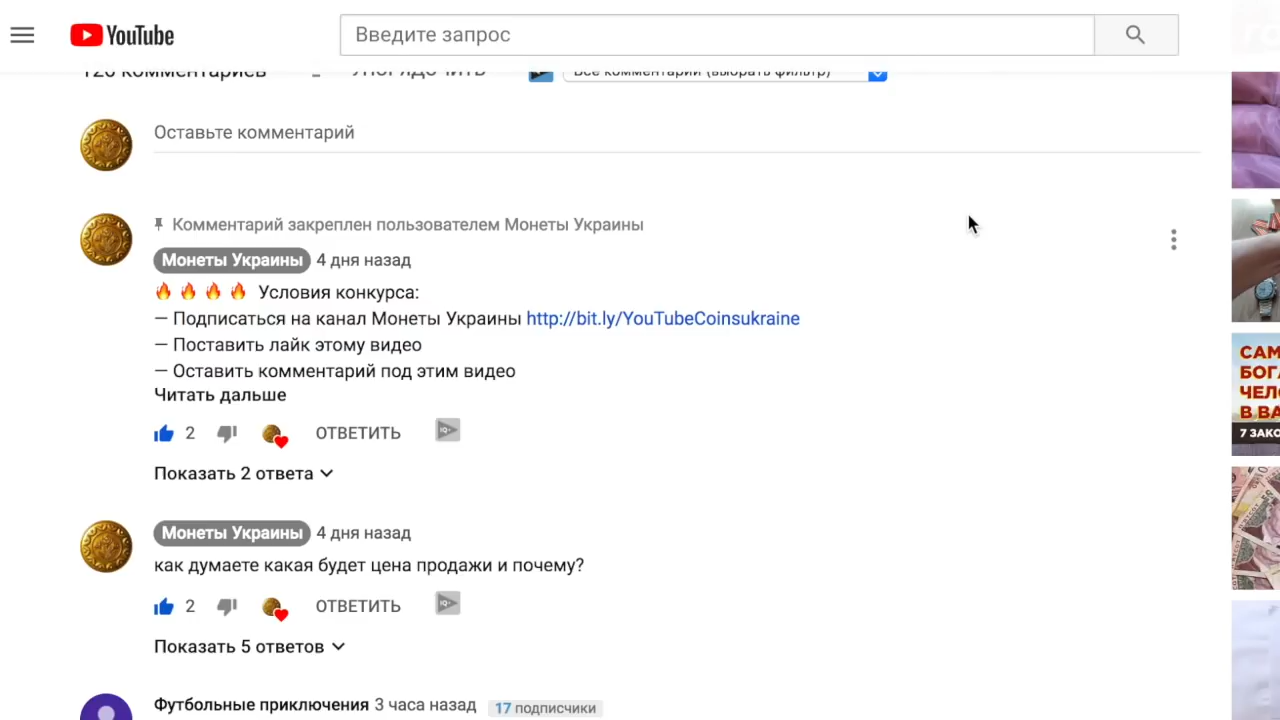 YouTube
Введите запрос
126 комментариев
УПОРЯДОЧИТЬ
Все комментарии (выбрать фильтр)
Оставьте комментарий
Комментарий закреплен пользователем Монеты Украины
Монеты Украины 4 дня назад
🔥 🔥 🔥 🔥 Условия конкурса:
— Подписаться на канал Монеты Украины http://bit.ly/YouTubeCoinsukraine
— Поставить лайк этому видео
— Оставить комментарий под этим видео
Читать дальше
2 ОТВЕТИТЬ IQ+
Показать 2 ответа
Монеты Украины 4 дня назад
как думаете какая будет цена продажи и почему?
2 ОТВЕТИТЬ IQ+
Показать 5 ответов
Футбольные приключения 3 часа назад 17 подписчики
САМ
БОГ
ЧЕЛ
В ВА
7 ЗАКО